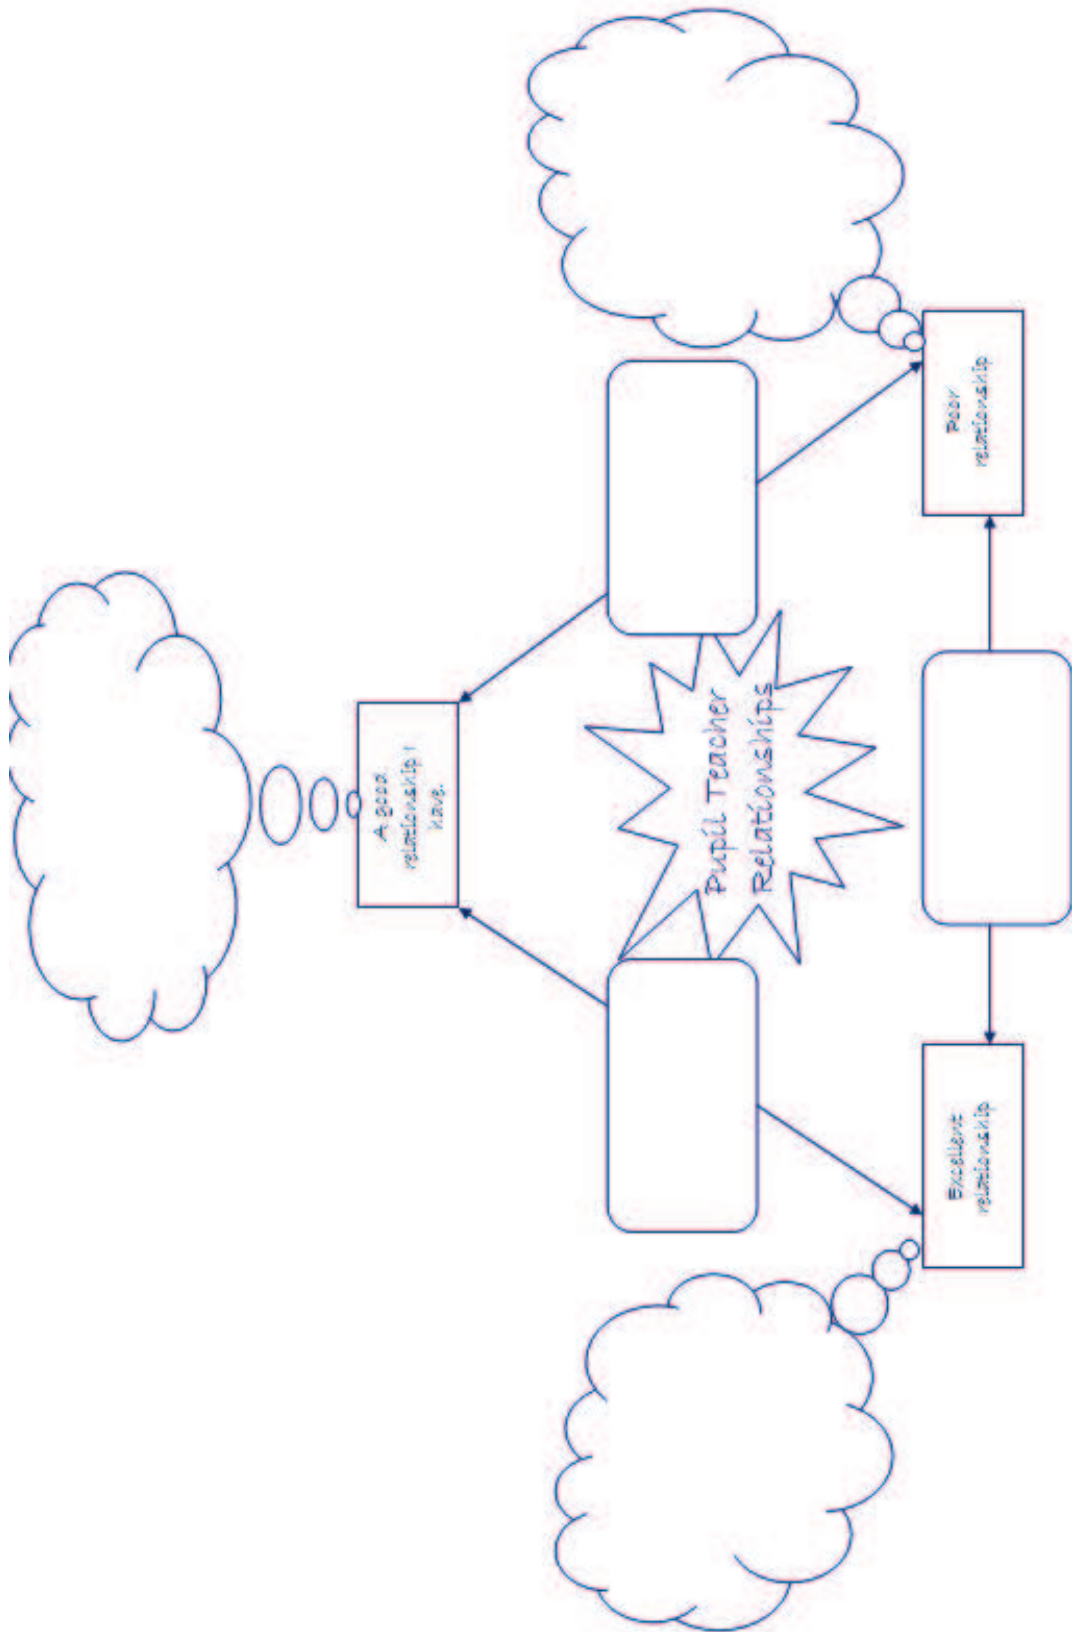 A good
relationship I
have.
Pupil Teacher
Relationships
Excellent
relationship
Poor
relationship